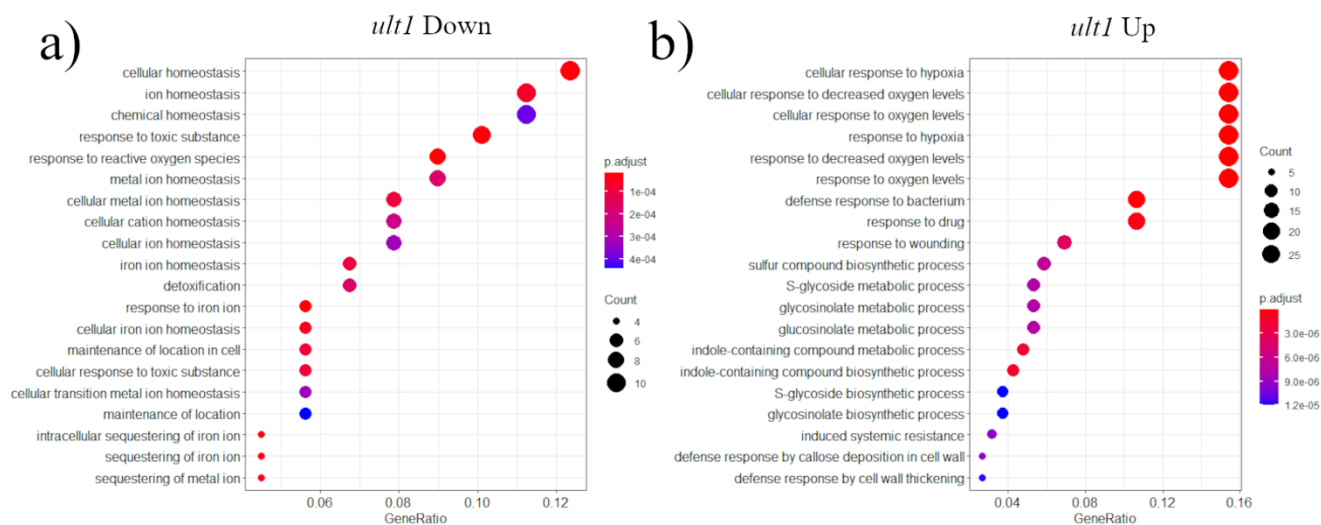 a)
ult1 Down
cellular homeostasis
ion homeostasis
chemical homeostasis
response to toxic substance
response to reactive oxygen species
metal ion homeostasis
cellular metal ion homeostasis
cellular cation homeostasis
cellular ion homeostasis
iron ion homeostasis
detoxification
response to iron ion
cellular iron ion homeostasis
maintenance of location in cell
cellular response to toxic substance
cellular transition metal ion homeostasis
maintenance of location
intracellular sequestering of iron ion
sequestering of iron ion
sequestering of metal ion
0.06 0.08 0.10 0.12
GeneRatio
p.adjust
1e-04
2e-04
3e-04
4e-04
Count
4
6
8
10
b)
ult1 Up
cellular response to hypoxia
cellular response to decreased oxygen levels
cellular response to oxygen levels
response to hypoxia
response to decreased oxygen levels
response to oxygen levels
defense response to bacterium
response to drug
response to wounding
sulfur compound biosynthetic process
S-glycoside metabolic process
glycosinolate metabolic process
glucosinolate metabolic process
indole-containing compound metabolic process
indole-containing compound biosynthetic process
S-glycoside biosynthetic process
glycosinolate biosynthetic process
induced systemic resistance
defense response by callose deposition in cell wall
defense response by cell wall thickening
0.04 0.08 0.12 0.16
GeneRatio
Count
5
10
15
20
25
p.adjust
3.0e-06
6.0e-06
9.0e-06
1.2e-05